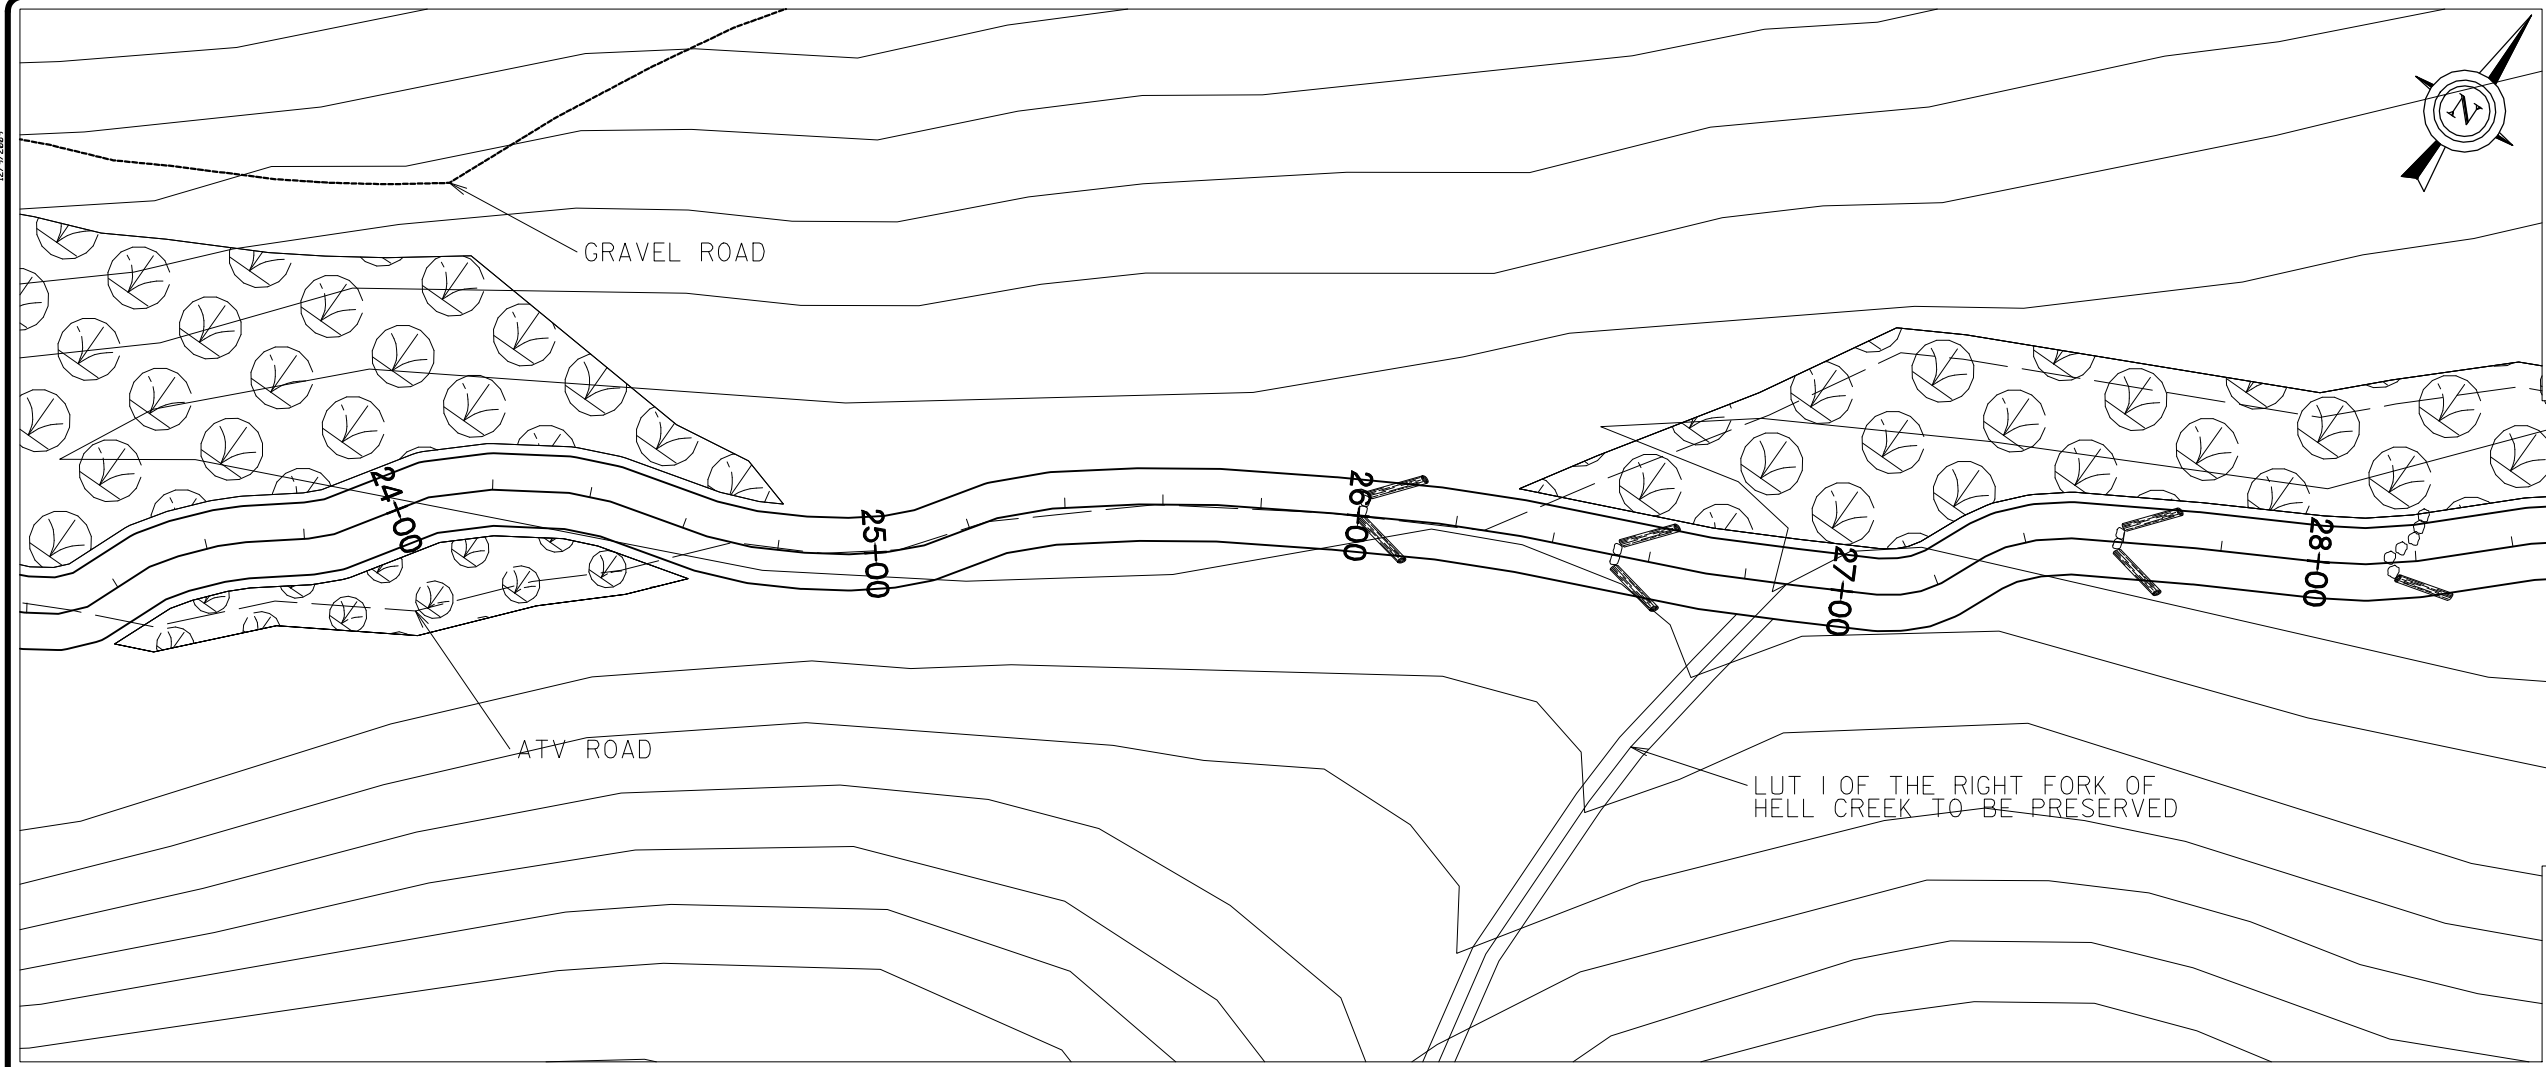 N
GRAVEL ROAD
24+00
25+00
26+00
27+00
28+00
ATV ROAD
LUT 1 OF THE RIGHT FORK OF
HELL CREEK TO BE PRESERVED